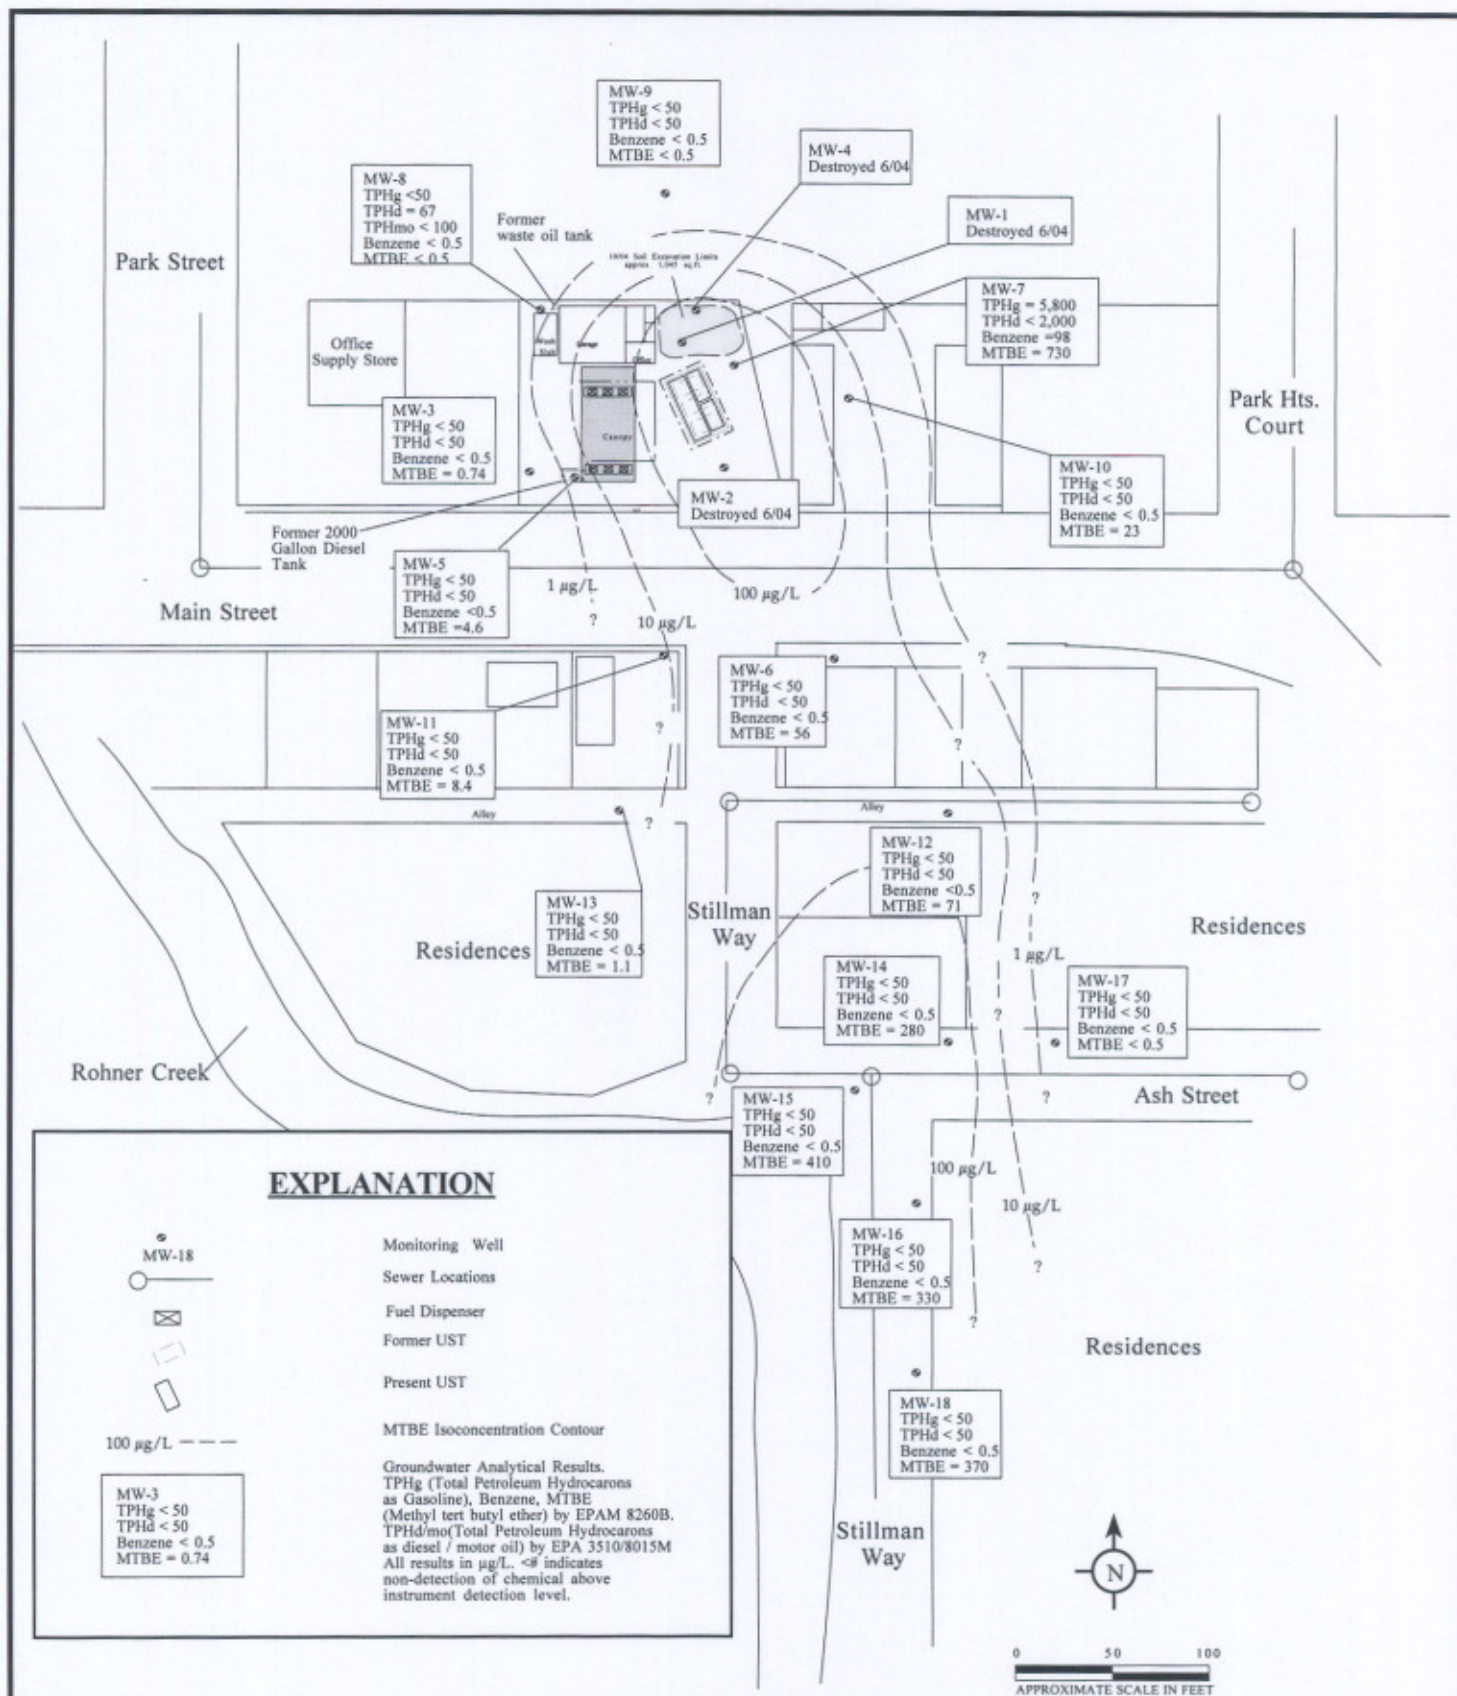 MW-9
TPHg < 50
TPHd < 50
Benzene < 0.5
MTBE < 0.5
MW-4
Destroyed 6/04
MW-8
TPHg <50
TPHd = 67
TPHmo < 100
Benzene < 0.5
MTBE < 0.5
Former
waste oil tank
MW-1
Destroyed 6/04
Park Street
10/04 Soil Excavation Limits
approx. 1,045 sq.ft.
MW-7
TPHg = 5,800
TPHd < 2,000
Benzene =98
MTBE = 730
Office
Supply Store
Wash
Slab
Garage
Office
Canopy
Park Hts.
Court
MW-3
TPHg < 50
TPHd < 50
Benzene < 0.5
MTBE = 0.74
MW-10
TPHg < 50
TPHd < 50
Benzene < 0.5
MTBE = 23
MW-2
Destroyed 6/04
Former 2000
Gallon Diesel
Tank
MW-5
TPHg < 50
TPHd < 50
Benzene <0.5
MTBE =4.6
1 µg/L
?
10 µg/L
100 µg/L
Main Street
?
MW-6
TPHg < 50
TPHd < 50
Benzene < 0.5
MTBE = 56
MW-11
TPHg < 50
TPHd < 50
Benzene < 0.5
MTBE = 8.4
?
?
Alley
?
Alley
MW-12
TPHg < 50
TPHd < 50
Benzene <0.5
MTBE = 71
?
MW-13
TPHg < 50
TPHd < 50
Benzene < 0.5
MTBE = 1.1
Residences
Stillman
Way
Residences
1 µg/L
MW-14
TPHg < 50
TPHd < 50
Benzene < 0.5
MTBE = 280
?
MW-17
TPHg < 50
TPHd < 50
Benzene < 0.5
MTBE < 0.5
Rohner Creek
?
MW-15
TPHg < 50
TPHd < 50
Benzene < 0.5
MTBE = 410
?
Ash Street
100 µg/L
10 µg/L
MW-16
TPHg < 50
TPHd < 50
Benzene < 0.5
MTBE = 330
?
?
Residences
MW-18
TPHg < 50
TPHd < 50
Benzene < 0.5
MTBE = 370
Stillman
Way
EXPLANATION
MW-18
Monitoring Well
Sewer Locations
Fuel Dispenser
Former UST
Present UST
100 µg/L
MTBE Isoconcentration Contour
MW-3
TPHg < 50
TPHd < 50
Benzene < 0.5
MTBE = 0.74
Groundwater Analytical Results.
TPHg (Total Petroleum Hydrocarons
as Gasoline), Benzene, MTBE
(Methyl tert butyl ether) by EPAM 8260B.
TPHd/mo(Total Petroleum Hydrocarons
as diesel / motor oil) by EPA 3510/8015M
All results in µg/L. <# indicates
non-detection of chemical above
instrument detection level.
N
0 50 100
APPROXIMATE SCALE IN FEET